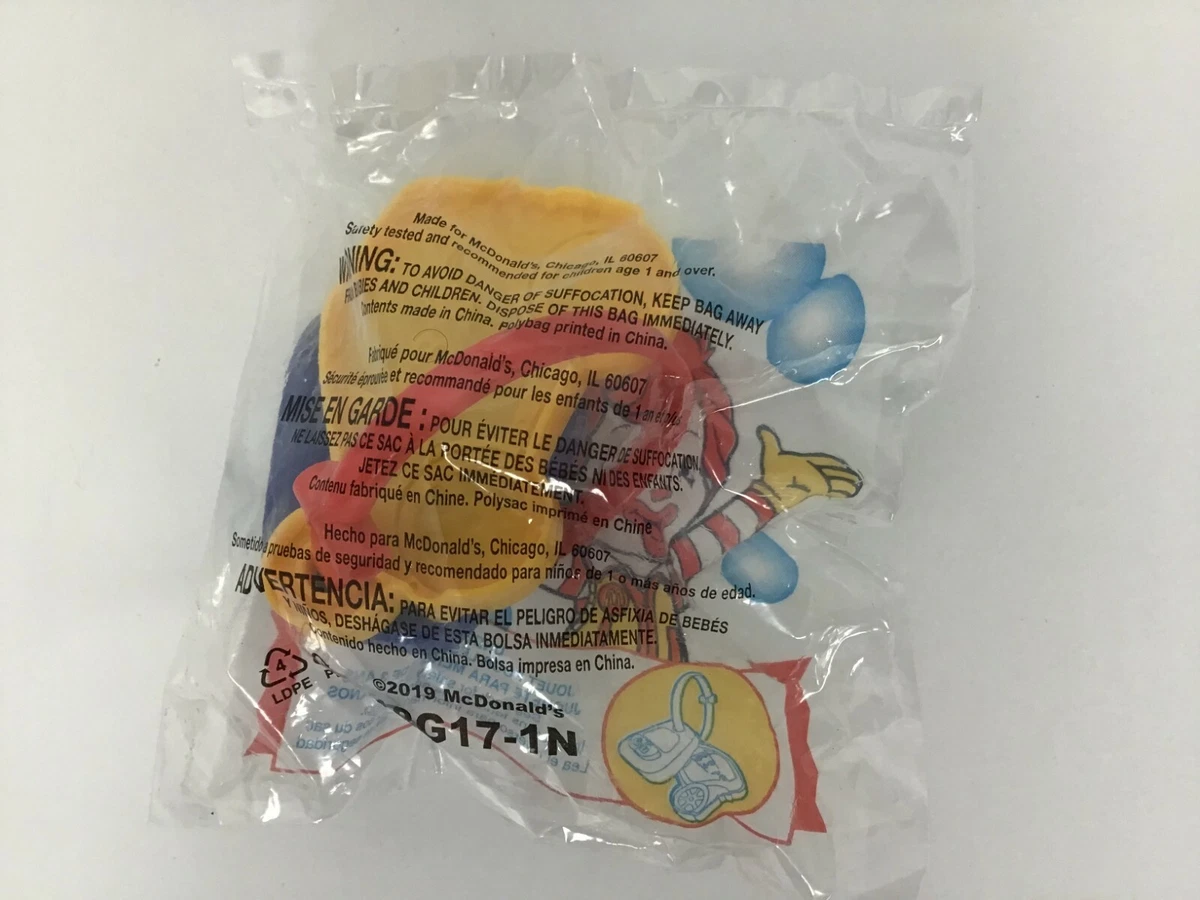 Made for McDonald's, Chicago, IL 60607
Safety tested and recommended for children age 1 and over.
TO AVOID DANGER OF SUFFOCATION, KEEP BAG AWAY
AND CHILDREN. DISPOSE OF THIS BAG IMMEDIATELY.
made in China. Polybag printed in China.
pour McDonald's, Chicago, IL 60607
Sécurité éprouvée et recommandé pour les enfants de 1 an et plus
MISE EN GARDE : POUR ÉVITER LE DANGER DE SUFFOCATION.
NE LAISSEZ PAS CE SAC À LA PORTÉE DES BÉBÉS NI DES ENFANTS.
JETEZ CE SAC IMMÉDIATEMENT.
Contenu fabriqué en Chine. Polysac imprimé en Chine
Hecho para McDonald's, Chicago, IL 60607
pruebas de seguridad y recomendado para niños de 1 o más años de edad.
ADVERTENCIA: PARA EVITAR EL PELIGRO DE ASFIXIA DE BEBÉS
Y NIÑOS, DESHÁGASE DE ESTA BOLSA INMEDIATAMENTE.
Contenido hecho en China. Bolsa impresa en China.
4
LDPE
©2019 McDonald's
G17-1N